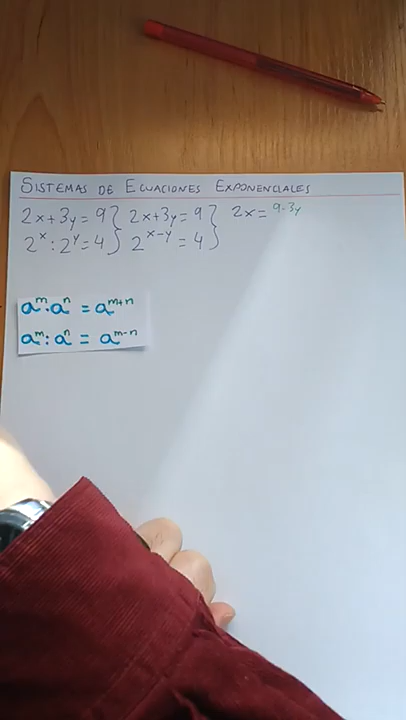 SISTEMAS DE ECUACIONES EXPONENCIALES
2x+3y=9} 2x+3y=9} 2x=9-3y
2^x:2^y=4} 2^{x-y}=4}
a^m·a^n=a^{m+n}
a^m:a^n=a^{m-n}